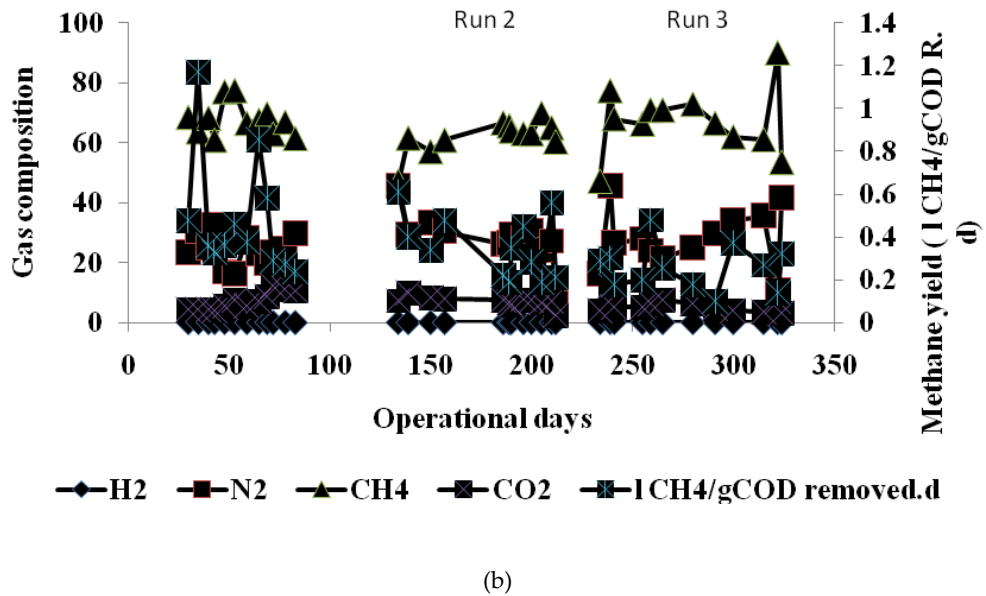 Run 2 Run 3
100
80
60
40
20
0
Gas composition
1.4
1.2
1
0.8
0.6
0.4
0.2
0
Methane yield ( l CH4/gCOD R.
d)
0 50 100 150 200 250 300 350
Operational days
H2 N2 CH4 CO2 l CH4/gCOD removed.d
(b)